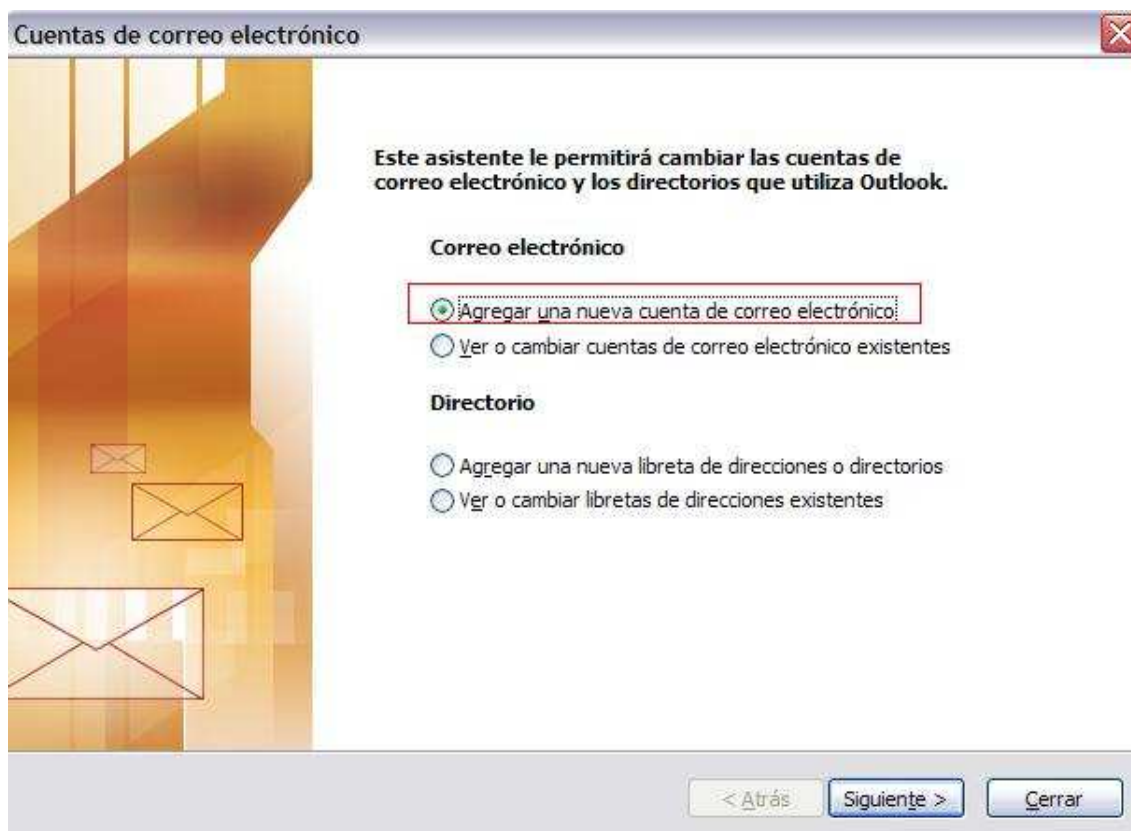 Cuentas de correo electrónico
Este asistente le permitirá cambiar las cuentas de
correo electrónico y los directorios que utiliza Outlook.
Correo electrónico
Agregar una nueva cuenta de correo electrónico
Ver o cambiar cuentas de correo electrónico existentes
Directorio
Agregar una nueva libreta de direcciones o directorios
Ver o cambiar libretas de direcciones existentes
< Atrás Siguiente > Cerrar